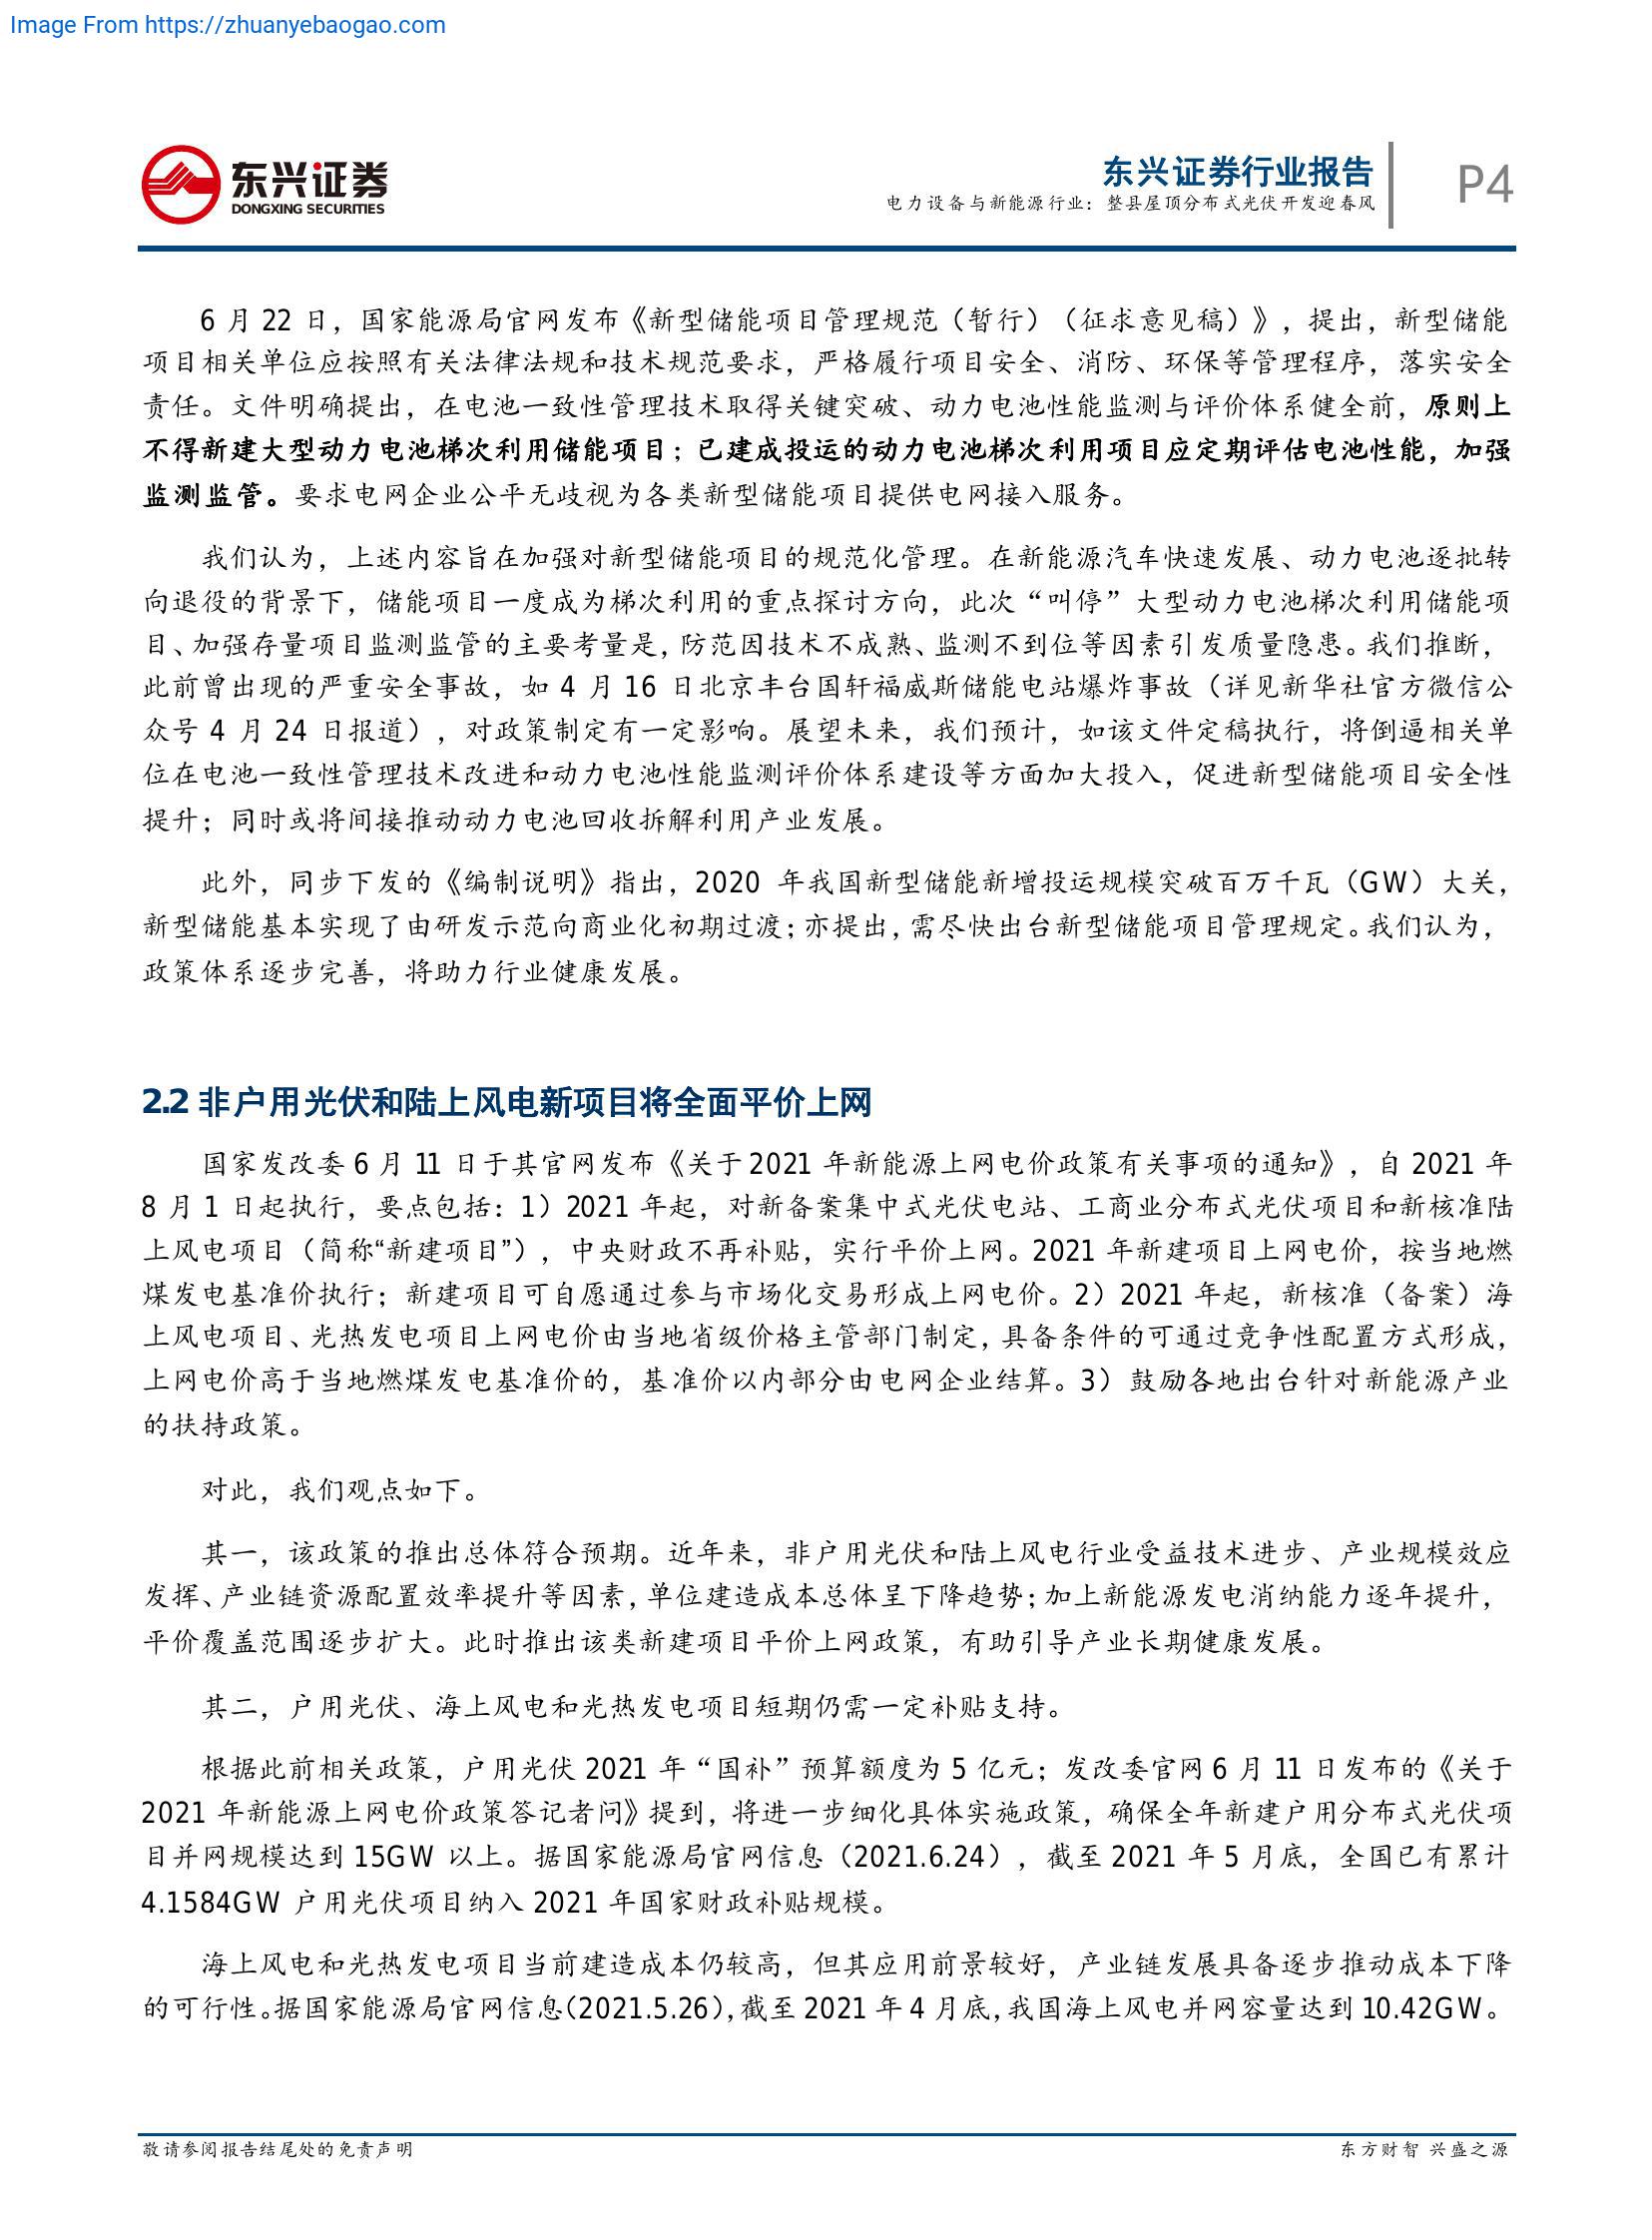 Image From https://zhuanyebaogao.com
东兴证券
DONGXING SECURITIES
东兴证券行业报告
电力设备与新能源行业：整县屋顶分布式光伏开发迎春风
P4
6 月 22 日，国家能源局官网发布《新型储能项目管理规范（暂行）（征求意见稿）》，提出，新型储能
项目相关单位应按照有关法律法规和技术规范要求，严格履行项目安全、消防、环保等管理程序，落实安全
责任。文件明确提出，在电池一致性管理技术取得关键突破、动力电池性能监测与评价体系健全前，原则上
不得新建大型动力电池梯次利用储能项目；已建成投运的动力电池梯次利用项目应定期评估电池性能，加强
监测监管。要求电网企业公平无歧视为各类新型储能项目提供电网接入服务。
我们认为，上述内容旨在加强对新型储能项目的规范化管理。在新能源汽车快速发展、动力电池逐批转
向退役的背景下，储能项目一度成为梯次利用的重点探讨方向，此次“叫停”大型动力电池梯次利用储能项
目、加强存量项目监测监管的主要考量是，防范因技术不成熟、监测不到位等因素引发质量隐患。我们推断，
此前曾出现的严重安全事故，如 4 月 16 日北京丰台国轩福威斯储能电站爆炸事故（详见新华社官方微信公
众号 4 月 24 日报道），对政策制定有一定影响。展望未来，我们预计，如该文件定稿执行，将倒逼相关单
位在电池一致性管理技术改进和动力电池性能监测评价体系建设等方面加大投入，促进新型储能项目安全性
提升；同时或将间接推动动力电池回收拆解利用产业发展。
此外，同步下发的《编制说明》指出，2020 年我国新型储能新增投运规模突破百万千瓦（GW）大关，
新型储能基本实现了由研发示范向商业化初期过渡；亦提出，需尽快出台新型储能项目管理规定。我们认为，
政策体系逐步完善，将助力行业健康发展。
2.2 非户用光伏和陆上风电新项目将全面平价上网
国家发改委 6 月 11 日于其官网发布《关于 2021 年新能源上网电价政策有关事项的通知》，自 2021 年
8 月 1 日起执行，要点包括：1）2021 年起，对新备案集中式光伏电站、工商业分布式光伏项目和新核准陆
上风电项目（简称“新建项目”），中央财政不再补贴，实行平价上网。2021 年新建项目上网电价，按当地燃
煤发电基准价执行；新建项目可自愿通过参与市场化交易形成上网电价。2）2021 年起，新核准（备案）海
上风电项目、光热发电项目上网电价由当地省级价格主管部门制定，具备条件的可通过竞争性配置方式形成，
上网电价高于当地燃煤发电基准价的，基准价以内部分由电网企业结算。3）鼓励各地出台针对新能源产业
的扶持政策。
对此，我们观点如下。
其一，该政策的推出总体符合预期。近年来，非户用光伏和陆上风电行业受益技术进步、产业规模效应
发挥、产业链资源配置效率提升等因素，单位建造成本总体呈下降趋势；加上新能源发电消纳能力逐年提升，
平价覆盖范围逐步扩大。此时推出该类新建项目平价上网政策，有助引导产业长期健康发展。
其二，户用光伏、海上风电和光热发电项目短期仍需一定补贴支持。
根据此前相关政策，户用光伏 2021 年“国补”预算额度为 5 亿元；发改委官网 6 月 11 日发布的《关于
2021 年新能源上网电价政策答记者问》提到，将进一步细化具体实施政策，确保全年新建户用分布式光伏项
目并网规模达到 15GW 以上。据国家能源局官网信息（2021.6.24），截至 2021 年 5 月底，全国已有累计
4.1584GW 户用光伏项目纳入 2021 年国家财政补贴规模。
海上风电和光热发电项目当前建造成本仍较高，但其应用前景较好，产业链发展具备逐步推动成本下降
的可行性。据国家能源局官网信息（2021.5.26），截至 2021 年 4 月底，我国海上风电并网容量达到 10.42GW。
敬请参阅报告结尾处的免责声明
东方财智 兴盛之源